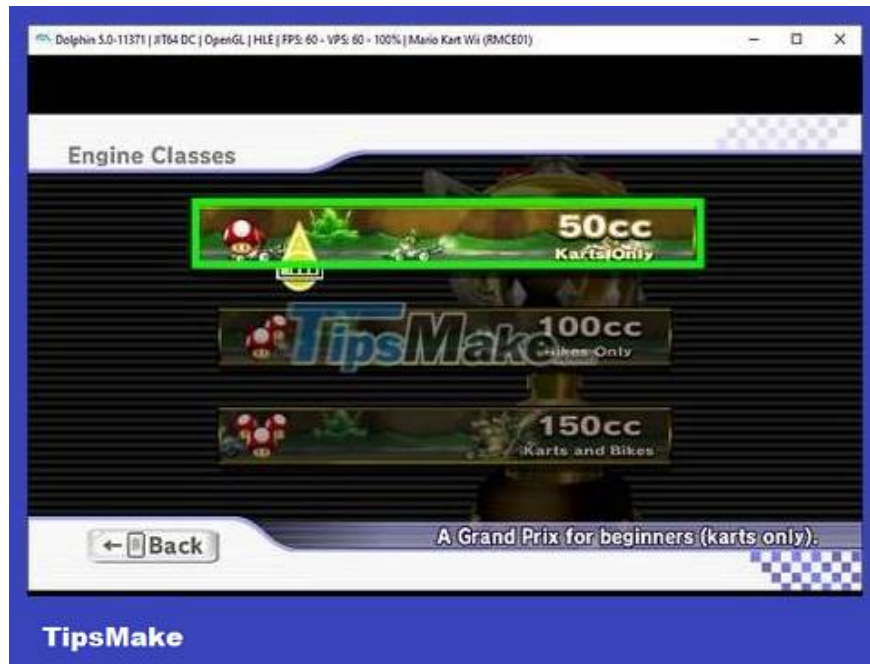 Dolphin 5.0-11371 | JIT64 DC | OpenGL | HLE | FPS: 60 - VPS: 60 - 100% | Mario Kart Wii (RMCE01)
Engine Classes
50cc
Karts Only
100cc
Bikes Only
TipsMake
150cc
Karts and Bikes
Back
A Grand Prix for beginners (karts only).
TipsMake